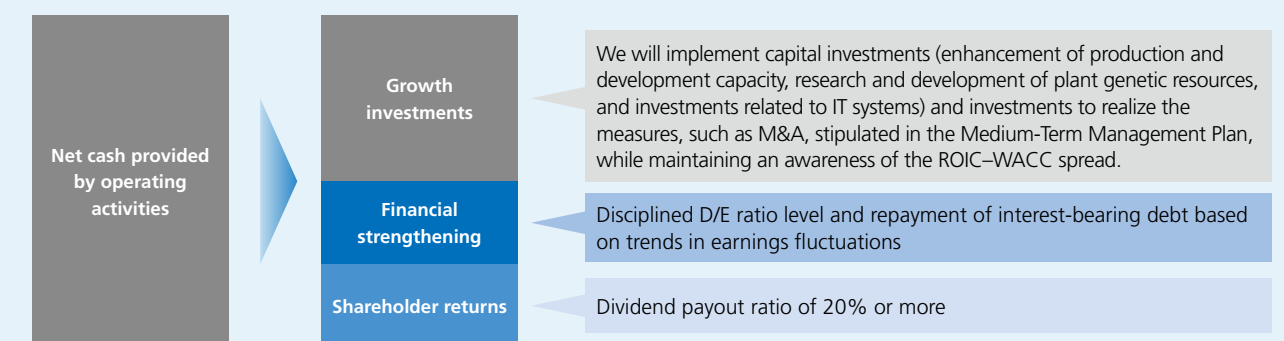 Net cash provided
by operating
activities
Growth
investments
We will implement capital investments (enhancement of production and
development capacity, research and development of plant genetic resources,
and investments related to IT systems) and investments to realize the
measures, such as M&A, stipulated in the Medium-Term Management Plan,
while maintaining an awareness of the ROIC–WACC spread.
Financial
strengthening
Disciplined D/E ratio level and repayment of interest-bearing debt based
on trends in earnings fluctuations
Shareholder returns
Dividend payout ratio of 20% or more